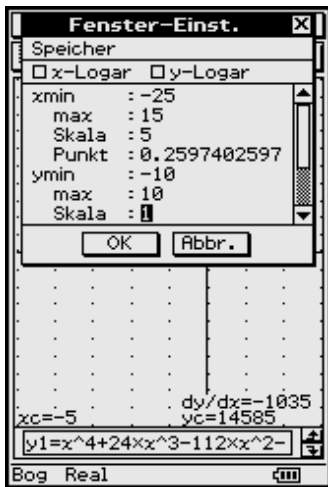 Fenster-Einst.
Speicher
x-Logar y-Logar
xmin :-25
max :15
Skala :5
Punkt :0.2597402597
ymin :-10
max :10
Skala :1
OK Abbr.
dy/dx=-1035
xc=-5 yc=14585
y1=x^4+24×x^3-112×x^2-
Bog Real